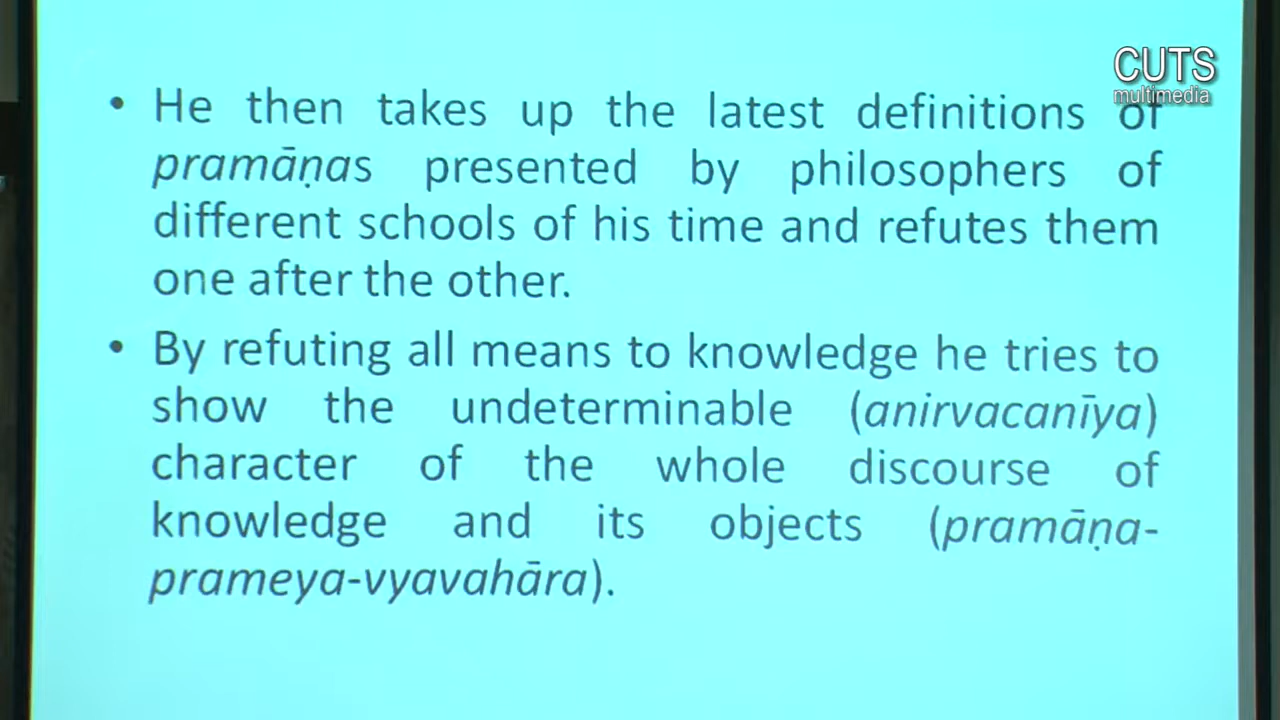 CUTS
multimedia
• He then takes up the latest definitions of
pramāṇas presented by philosophers of
different schools of his time and refutes them
one after the other.
• By refuting all means to knowledge he tries to
show the undeterminable (anirvacanīya)
character of the whole discourse of
knowledge and its objects (pramāṇa-
prameya-vyavahāra).